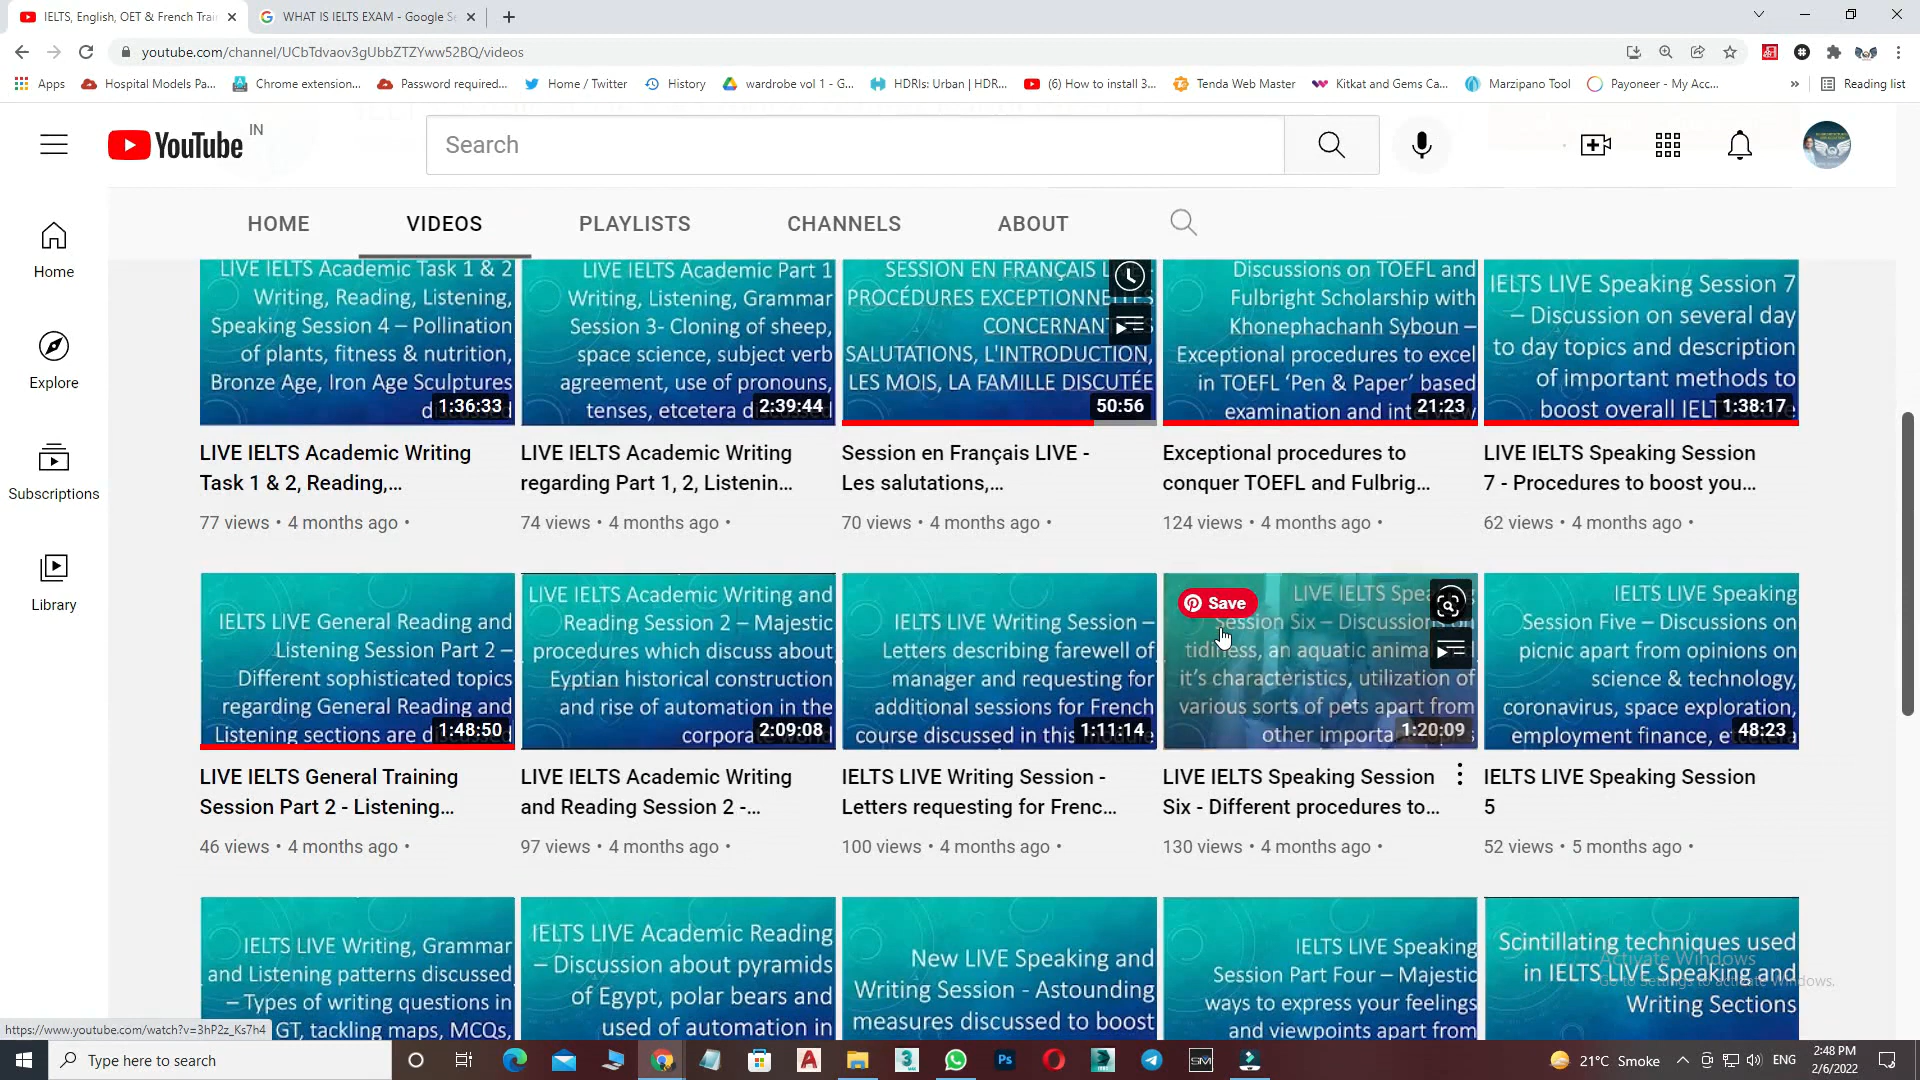 IELTS, English, OET & French Trai
WHAT IS IELTS EXAM - Google Se
youtube.com/channel/UCbTdvaov3gUbbZTZYww52BQ/videos
Apps
Hospital Models Pa...
Chrome extension...
Password required...
Home / Twitter
History
wardrobe vol 1 - G...
HDRIs: Urban | HDR...
(6) How to install 3...
Tenda Web Master
Kitkat and Gems Ca...
Marzipano Tool
Payoneer - My Acc...
Reading list
YouTube IN
Search
HOME
VIDEOS
PLAYLISTS
CHANNELS
ABOUT
Home
Explore
Subscriptions
Library
LIVE IELTS Academic Task 1 & 2
Writing, Reading, Listening,
Speaking Session 4 – Pollination
of plants, fitness & nutrition,
Bronze Age, Iron Age Sculptures
1:36:33
LIVE IELTS Academic Writing
Task 1 & 2, Reading,...
77 views • 4 months ago •
LIVE IELTS Academic Part 1
Writing, Listening, Grammar
Session 3- Cloning of sheep,
space science, subject verb
agreement, use of pronouns,
tenses, etcetera discussed
2:39:44
LIVE IELTS Academic Writing
regarding Part 1, 2, Listenin...
74 views • 4 months ago •
SESSION EN FRANÇAIS
PROCÉDURES EXCEPTIONNELLES
CONCERNANT
SALUTATIONS, L'INTRODUCTION,
LES MOIS, LA FAMILLE DISCUTÉE
50:56
Session en Français LIVE -
Les salutations,...
70 views • 4 months ago •
Discussions on TOEFL and
Fulbright Scholarship with
Khonephachanh Syboun –
Exceptional procedures to excel
in TOEFL ‘Pen & Paper’ based
examination and interview
21:23
Exceptional procedures to
conquer TOEFL and Fulbrig...
124 views • 4 months ago •
IELTS LIVE Speaking Session 7
– Discussion on several day
to day topics and description
of important methods to
boost overall IELTS score
1:38:17
LIVE IELTS Speaking Session
7 - Procedures to boost you...
62 views • 4 months ago •
IELTS LIVE General Reading and
Listening Session Part 2 –
Different sophisticated topics
regarding General Reading and
Listening sections are discussed
1:48:50
LIVE IELTS General Training
Session Part 2 - Listening...
46 views • 4 months ago •
LIVE IELTS Academic Writing and
Reading Session 2 – Majestic
procedures which discuss about
Eyptian historical construction
and rise of automation in the
corporate world
2:09:08
LIVE IELTS Academic Writing
and Reading Session 2 -...
97 views • 4 months ago •
IELTS LIVE Writing Session –
Letters describing farewell of
manager and requesting for
additional sessions for French
course discussed in this module
1:11:14
IELTS LIVE Writing Session -
Letters requesting for Frenc...
100 views • 4 months ago •
Save
LIVE IELTS Speaking
Session Six – Discussion on
tidiness, an aquatic animal
it's characteristics, utilization of
various sorts of pets apart from
other important topics
1:20:09
LIVE IELTS Speaking Session
Six - Different procedures to...
130 views • 4 months ago •
IELTS LIVE Speaking
Session Five – Discussions on
picnic apart from opinions on
science & technology,
coronavirus, space exploration,
employment finance, etcetera
48:23
IELTS LIVE Speaking Session
5
52 views • 5 months ago •
IELTS LIVE Writing, Grammar
and Listening patterns discussed
– Types of writing questions in
GT, tackling maps, MCQs,
IELTS LIVE Academic Reading
– Discussion about pyramids
of Egypt, polar bears and
used of automation in
New LIVE Speaking and
Writing Session - Astounding
measures discussed to boost
IELTS LIVE Speaking
Session Part Four – Majestic
ways to express your feelings
and viewpoints apart from
Scintillating techniques used
in IELTS LIVE Speaking and
Writing Sections
Activate Windows
Go to Settings to activate Windows.
https://www.youtube.com/watch?v=3hP2z_Ks7h4
Type here to search
21°C Smoke
ENG
2:48 PM
2/6/2022